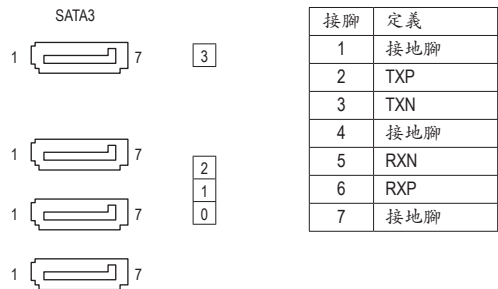 SATA3
1 7 3
1 7 2
1
1 7 0
1 7
接腳 定義
1 接地腳
2 TXP
3 TXN
4 接地腳
5 RXN
6 RXP
7 接地腳